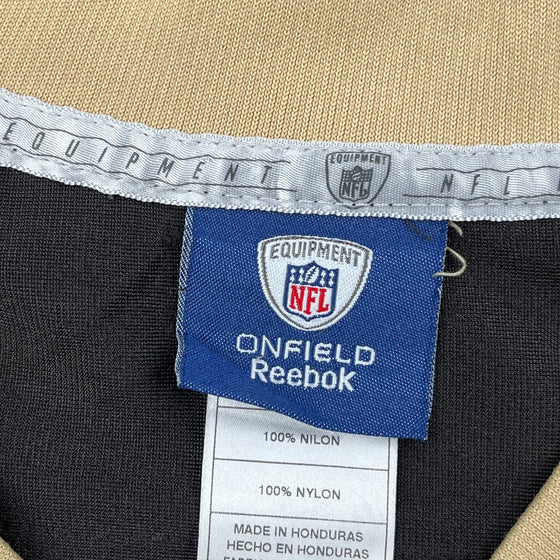 EQUIPMENT
EQUIPMENT
NFL
NFL
EQUIPMENT
NFL
ONFIELD
Reebok
100% NILON
100% NYLON
MADE IN HONDURAS
HECHO EN HONDURAS